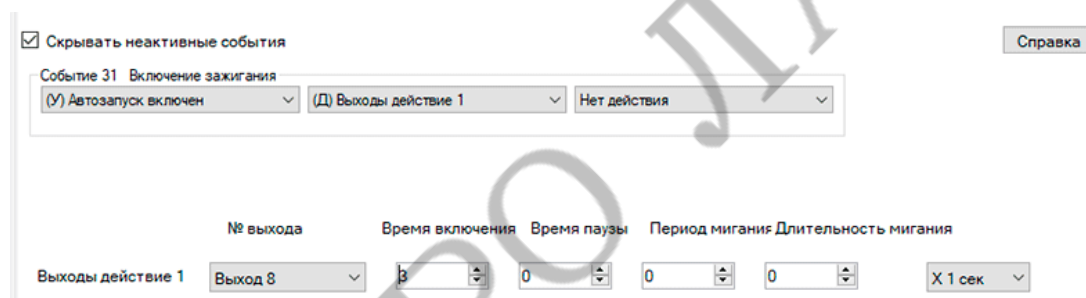 Скрывать неактивные события Справка
Событие 31 Включение зажигания
(У) Автозапуск включен (Д) Выходы действие 1 Нет действия
№ выхода Время включения Время паузы Период мигания Длительность мигания
Выходы действие 1 Выход 8 3 0 0 0 X 1 сек